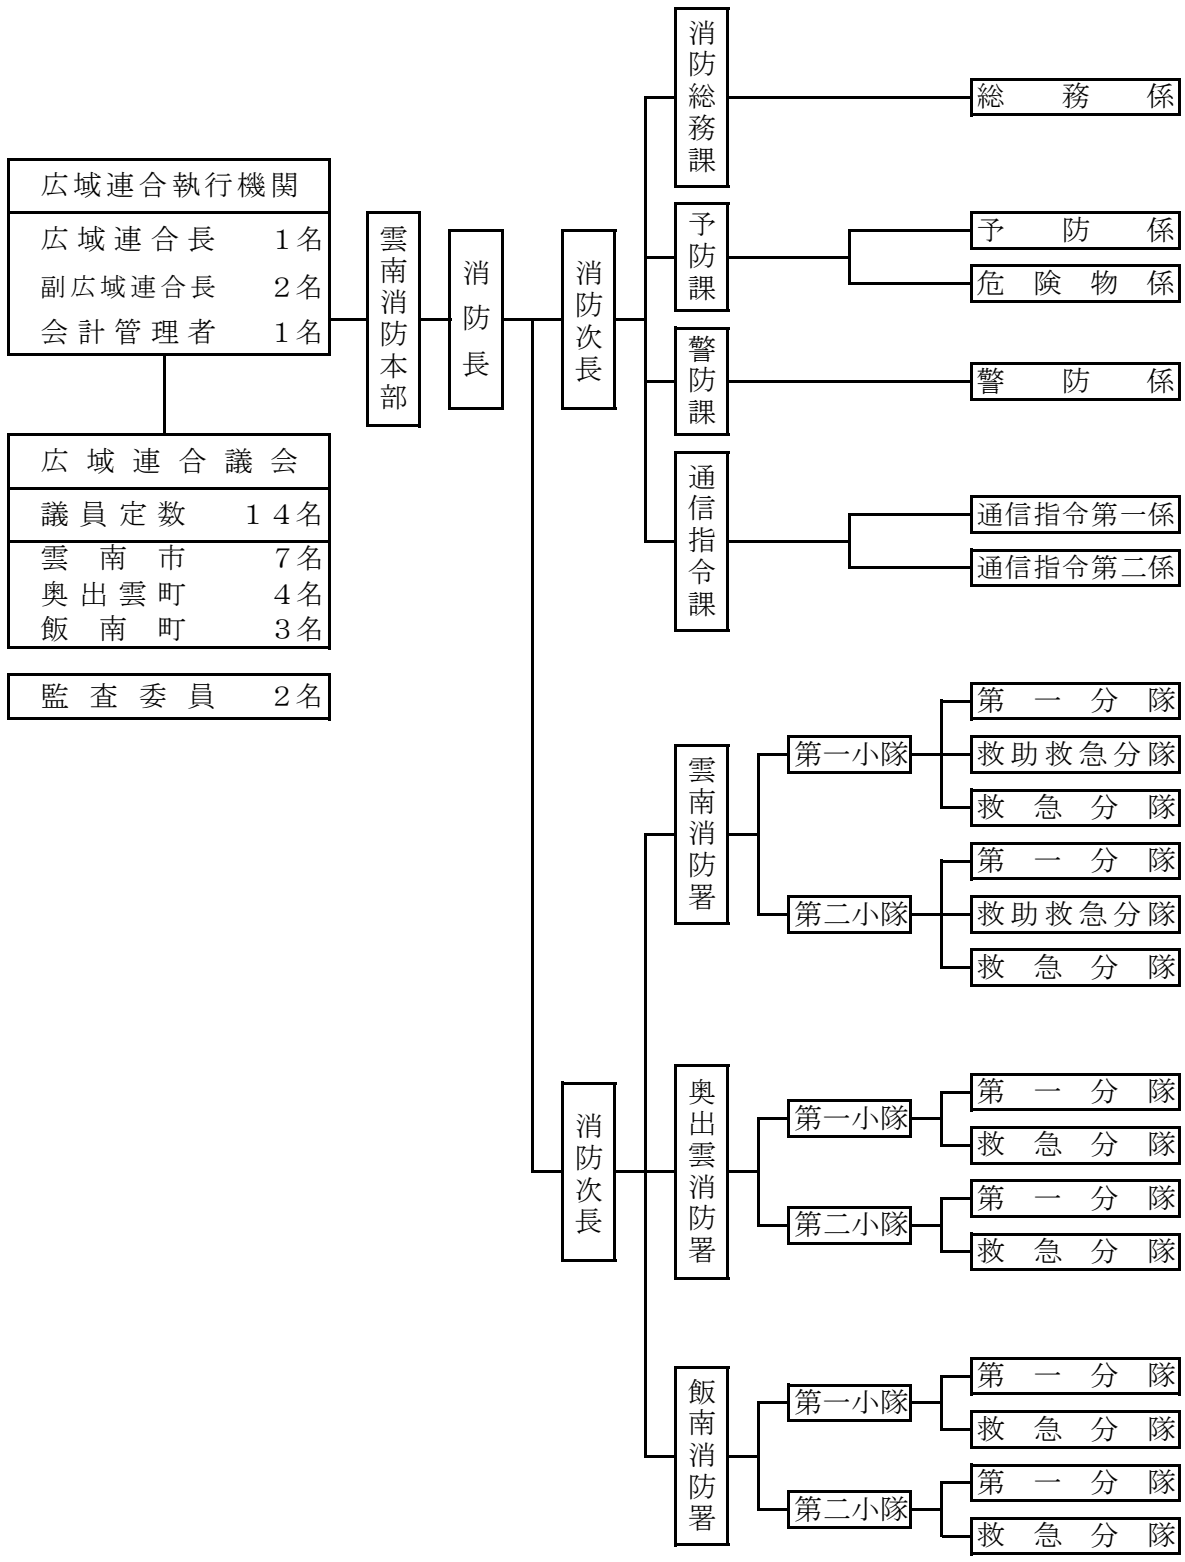 広域連合執行機関
広域連合長 1名
副広域連合長 2名
会計管理者 1名
広域連合議会
議員定数 14名
雲南市 7名
奥出雲町 4名
飯南町 3名
監査委員 2名
雲南消防本部
消防長
消防次長
消防総務課
総務係
予防課
予防係
危険物係
警防課
警防係
通信指令課
通信指令第一係
通信指令第二係
消防次長
雲南消防署
第一小隊
第一分隊
救助救急分隊
救急分隊
第二小隊
第一分隊
救助救急分隊
救急分隊
奥出雲消防署
第一小隊
第一分隊
救急分隊
第二小隊
第一分隊
救急分隊
飯南消防署
第一小隊
第一分隊
救急分隊
第二小隊
第一分隊
救急分隊